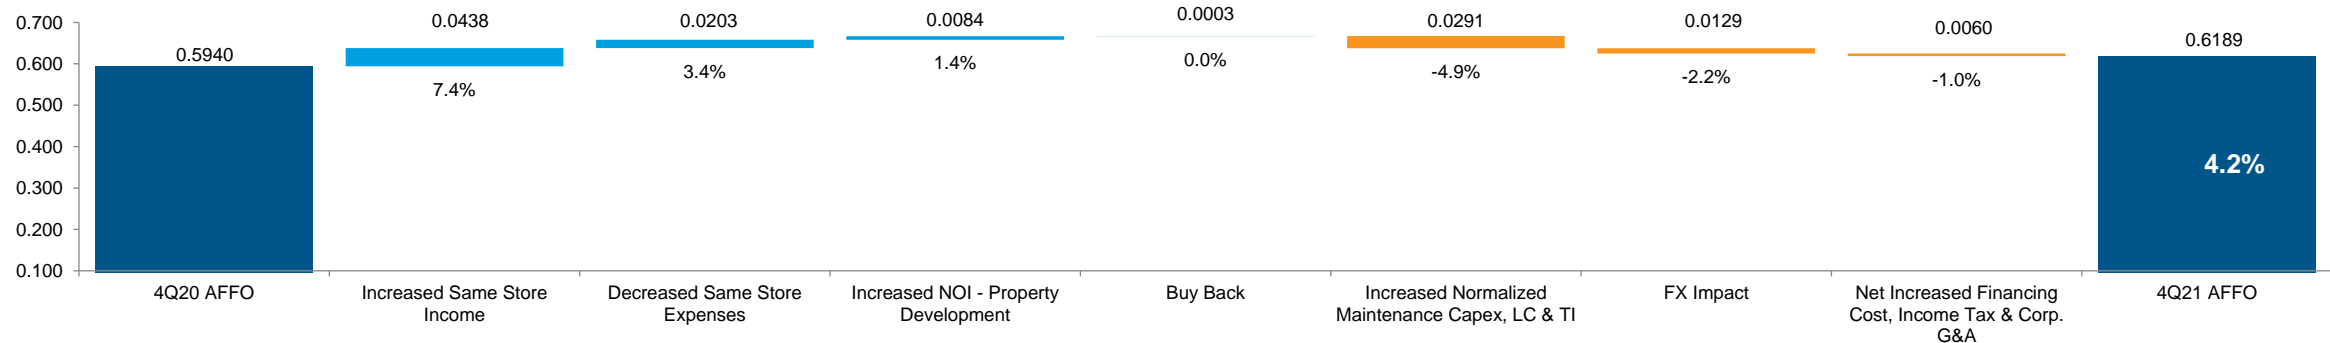 0.700
0.600
0.500
0.400
0.300
0.200
0.100
0.5940
0.0438
7.4%
0.0203
3.4%
0.0084
1.4%
0.0003
0.0%
0.0291
-4.9%
0.0129
-2.2%
0.0060
-1.0%
0.6189
4.2%
4Q20 AFFO
Increased Same Store
Income
Decreased Same Store
Expenses
Increased NOI - Property
Development
Buy Back
Increased Normalized
Maintenance Capex, LC & TI
FX Impact
Net Increased Financing
Cost, Income Tax & Corp.
G&A
4Q21 AFFO